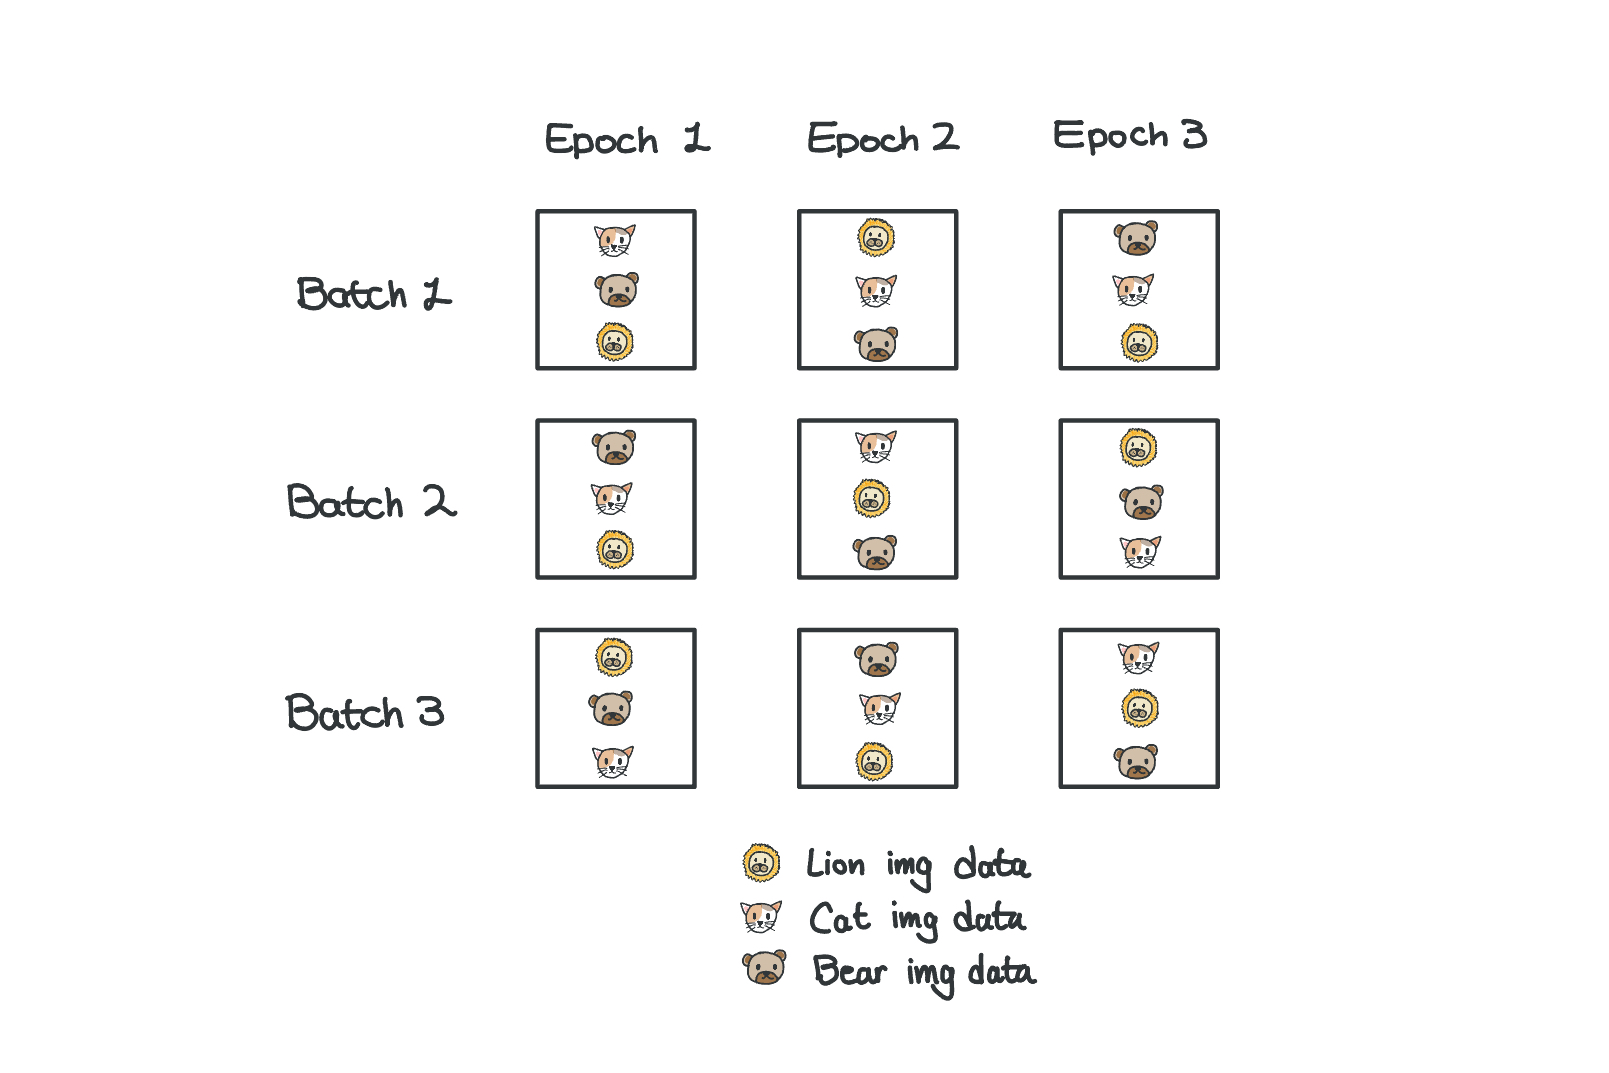 Epoch 1 Epoch 2 Epoch 3
Batch 1
Batch 2
Batch 3
Lion img data
Cat img data
Bear img data